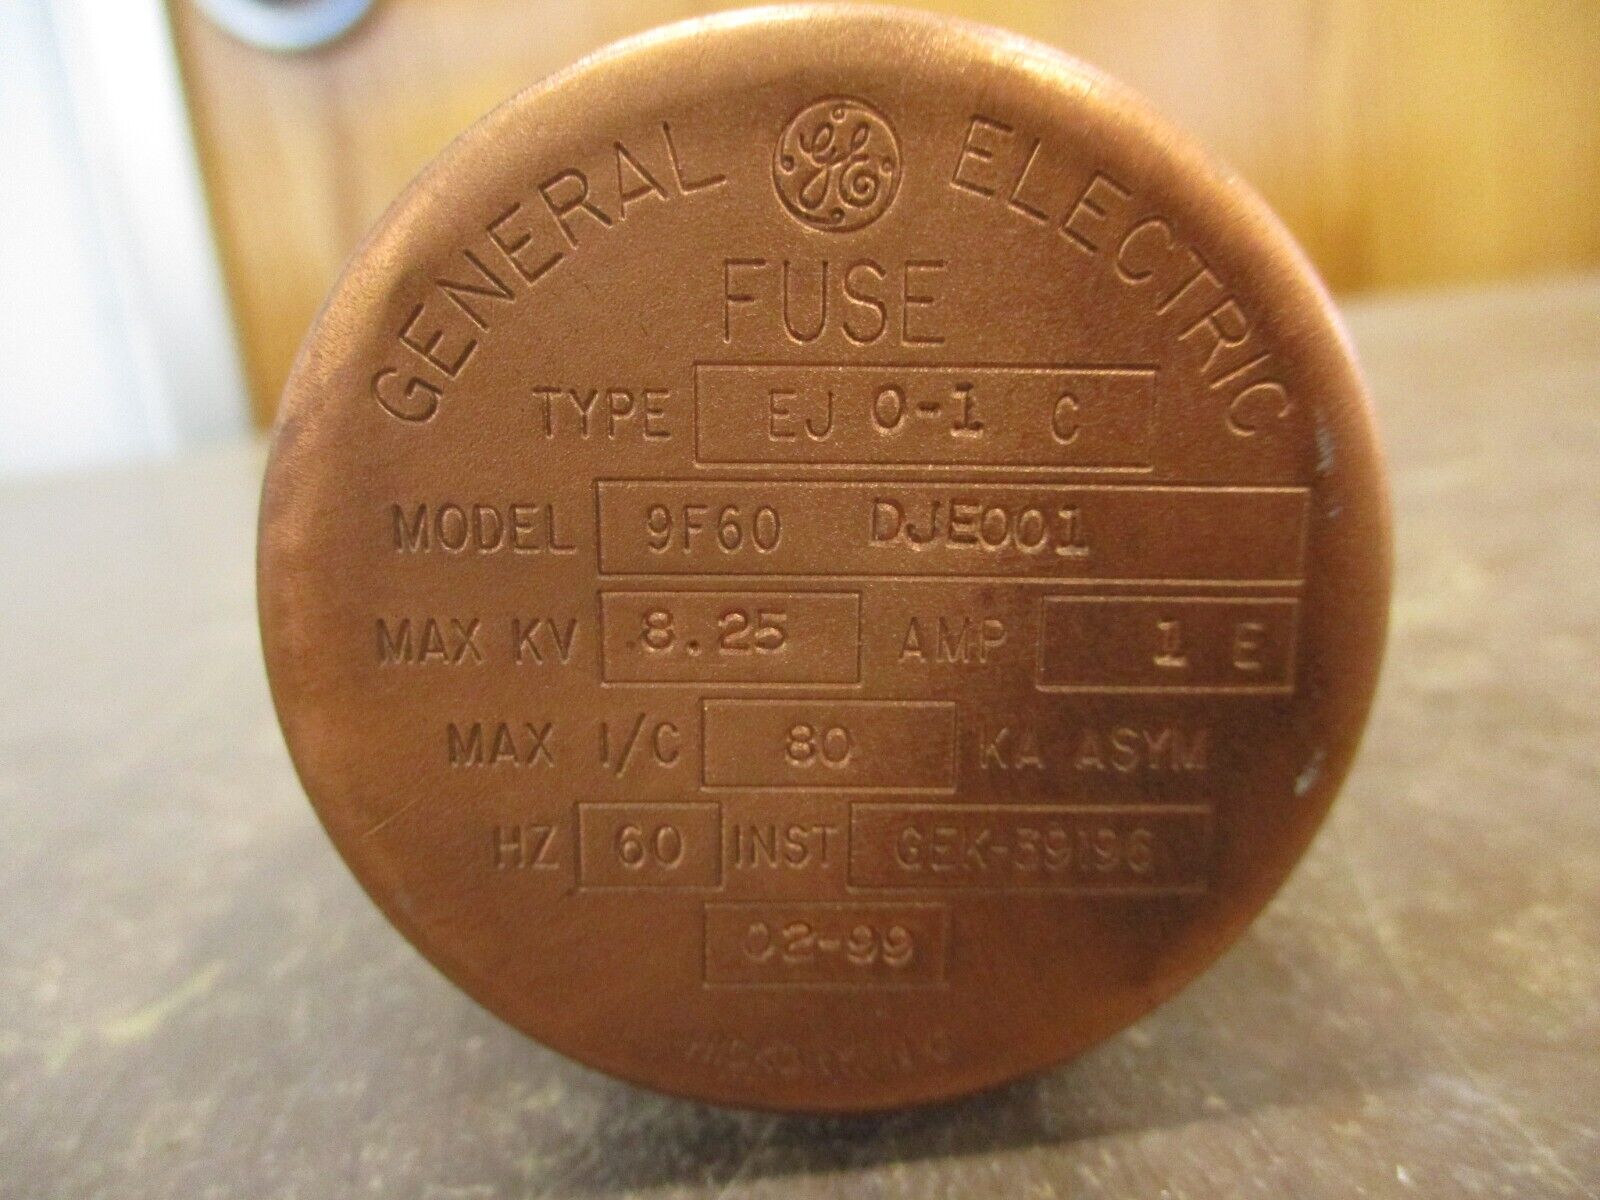 GENERAL GE ELECTRIC
FUSE
TYPE EJ 0-1 C
MODEL 9F60 DJE001
MAX KV 8.25 AMP 1 E
MAX I/C 80 KA ASYM
HZ 60 INST GEK-39196
02-99